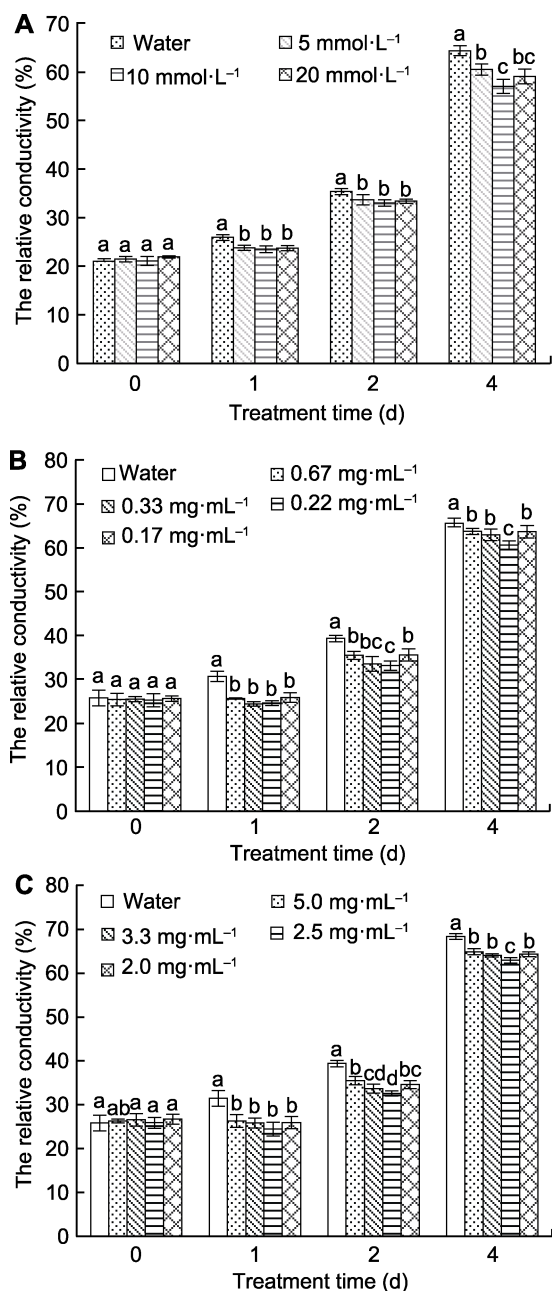 A
The relative conductivity (%)
70
60
50
40
30
20
10
0
Water
5 mmol·L⁻¹
10 mmol·L⁻¹
20 mmol·L⁻¹
a a a a
a b b b
a b b b
a b c bc
0 1 2 4
Treatment time (d)
B
The relative conductivity (%)
80
70
60
50
40
30
20
10
0
Water
0.67 mg·mL⁻¹
0.33 mg·mL⁻¹
0.22 mg·mL⁻¹
0.17 mg·mL⁻¹
a a a a a
a b b b b
a b bc c b
a b b c b
0 1 2 4
Treatment time (d)
C
The relative conductivity (%)
80
70
60
50
40
30
20
10
0
Water
5.0 mg·mL⁻¹
3.3 mg·mL⁻¹
2.5 mg·mL⁻¹
2.0 mg·mL⁻¹
a ab a a a
a b b b b
a b cd d bc
a b b c b
0 1 2 4
Treatment time (d)